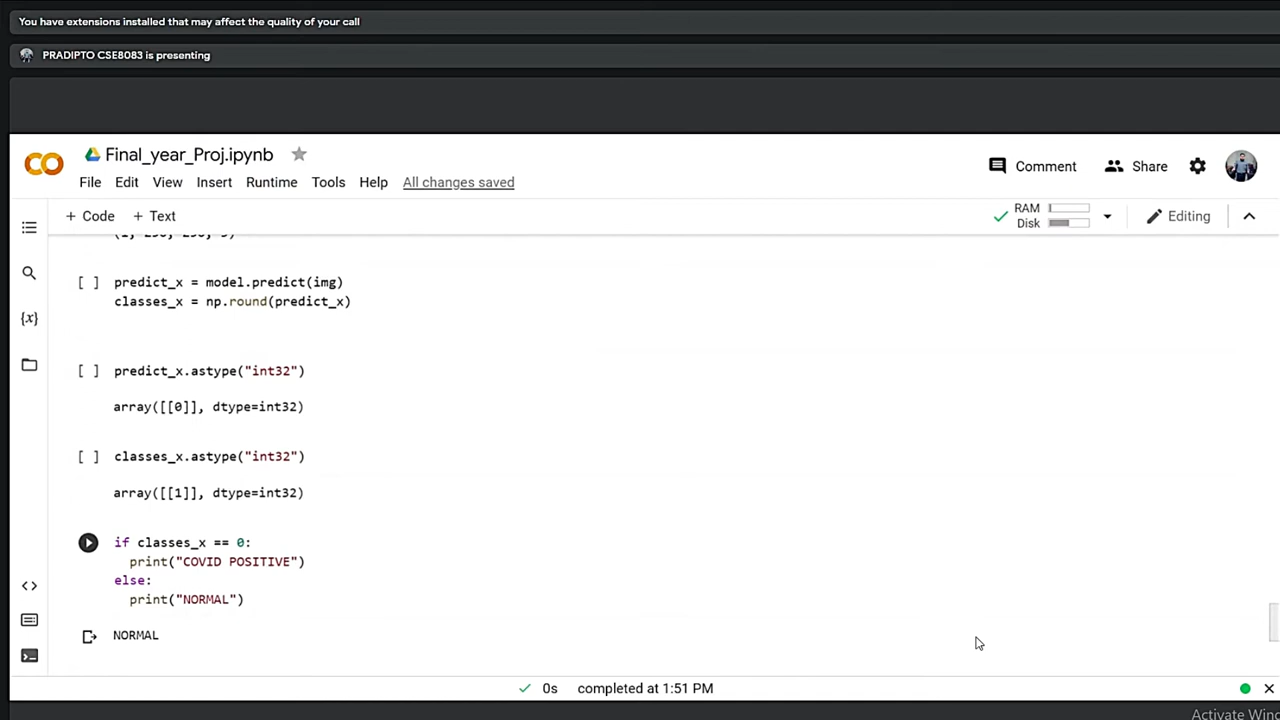 You have extensions installed that may affect the quality of your call
PRADIPTO CSE8083 is presenting
Final_year_Proj.ipynb
Comment
Share
File Edit View Insert Runtime Tools Help All changes saved
+ Code + Text
RAM
Disk
Editing
[ ] predict_x = model.predict(img)
classes_x = np.round(predict_x)
[ ] predict_x.astype("int32")
array([[0]], dtype=int32)
[ ] classes_x.astype("int32")
array([[1]], dtype=int32)
if classes_x == 0:
print("COVID POSITIVE")
else:
print("NORMAL")
NORMAL
0s completed at 1:51 PM
Activate